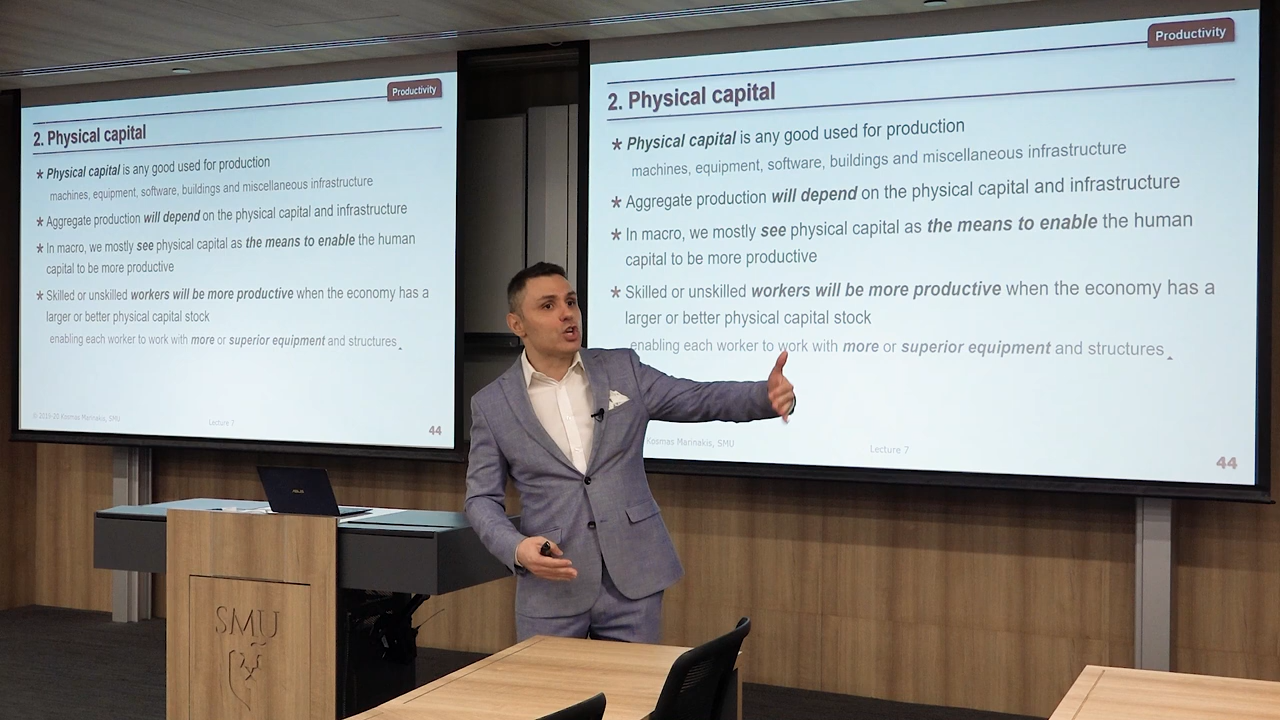 Productivity
2. Physical capital
* Physical capital is any good used for production
machines, equipment, software, buildings and miscellaneous infrastructure
* Aggregate production will depend on the physical capital and infrastructure
* In macro, we mostly see physical capital as the means to enable the human
capital to be more productive
* Skilled or unskilled workers will be more productive when the economy has a
larger or better physical capital stock
enabling each worker to work with more or superior equipment and structures
© 2019-20 Kosmas Marinakis, SMU
Lecture 7
44
Productivity
2. Physical capital
* Physical capital is any good used for production
machines, equipment, software, buildings and miscellaneous infrastructure
* Aggregate production will depend on the physical capital and infrastructure
* In macro, we mostly see physical capital as the means to enable the human
capital to be more productive
* Skilled or unskilled workers will be more productive when the economy has a
larger or better physical capital stock
enabling each worker to work with more or superior equipment and structures
Kosmas Marinakis, SMU
Lecture 7
44
ASUS
SMU